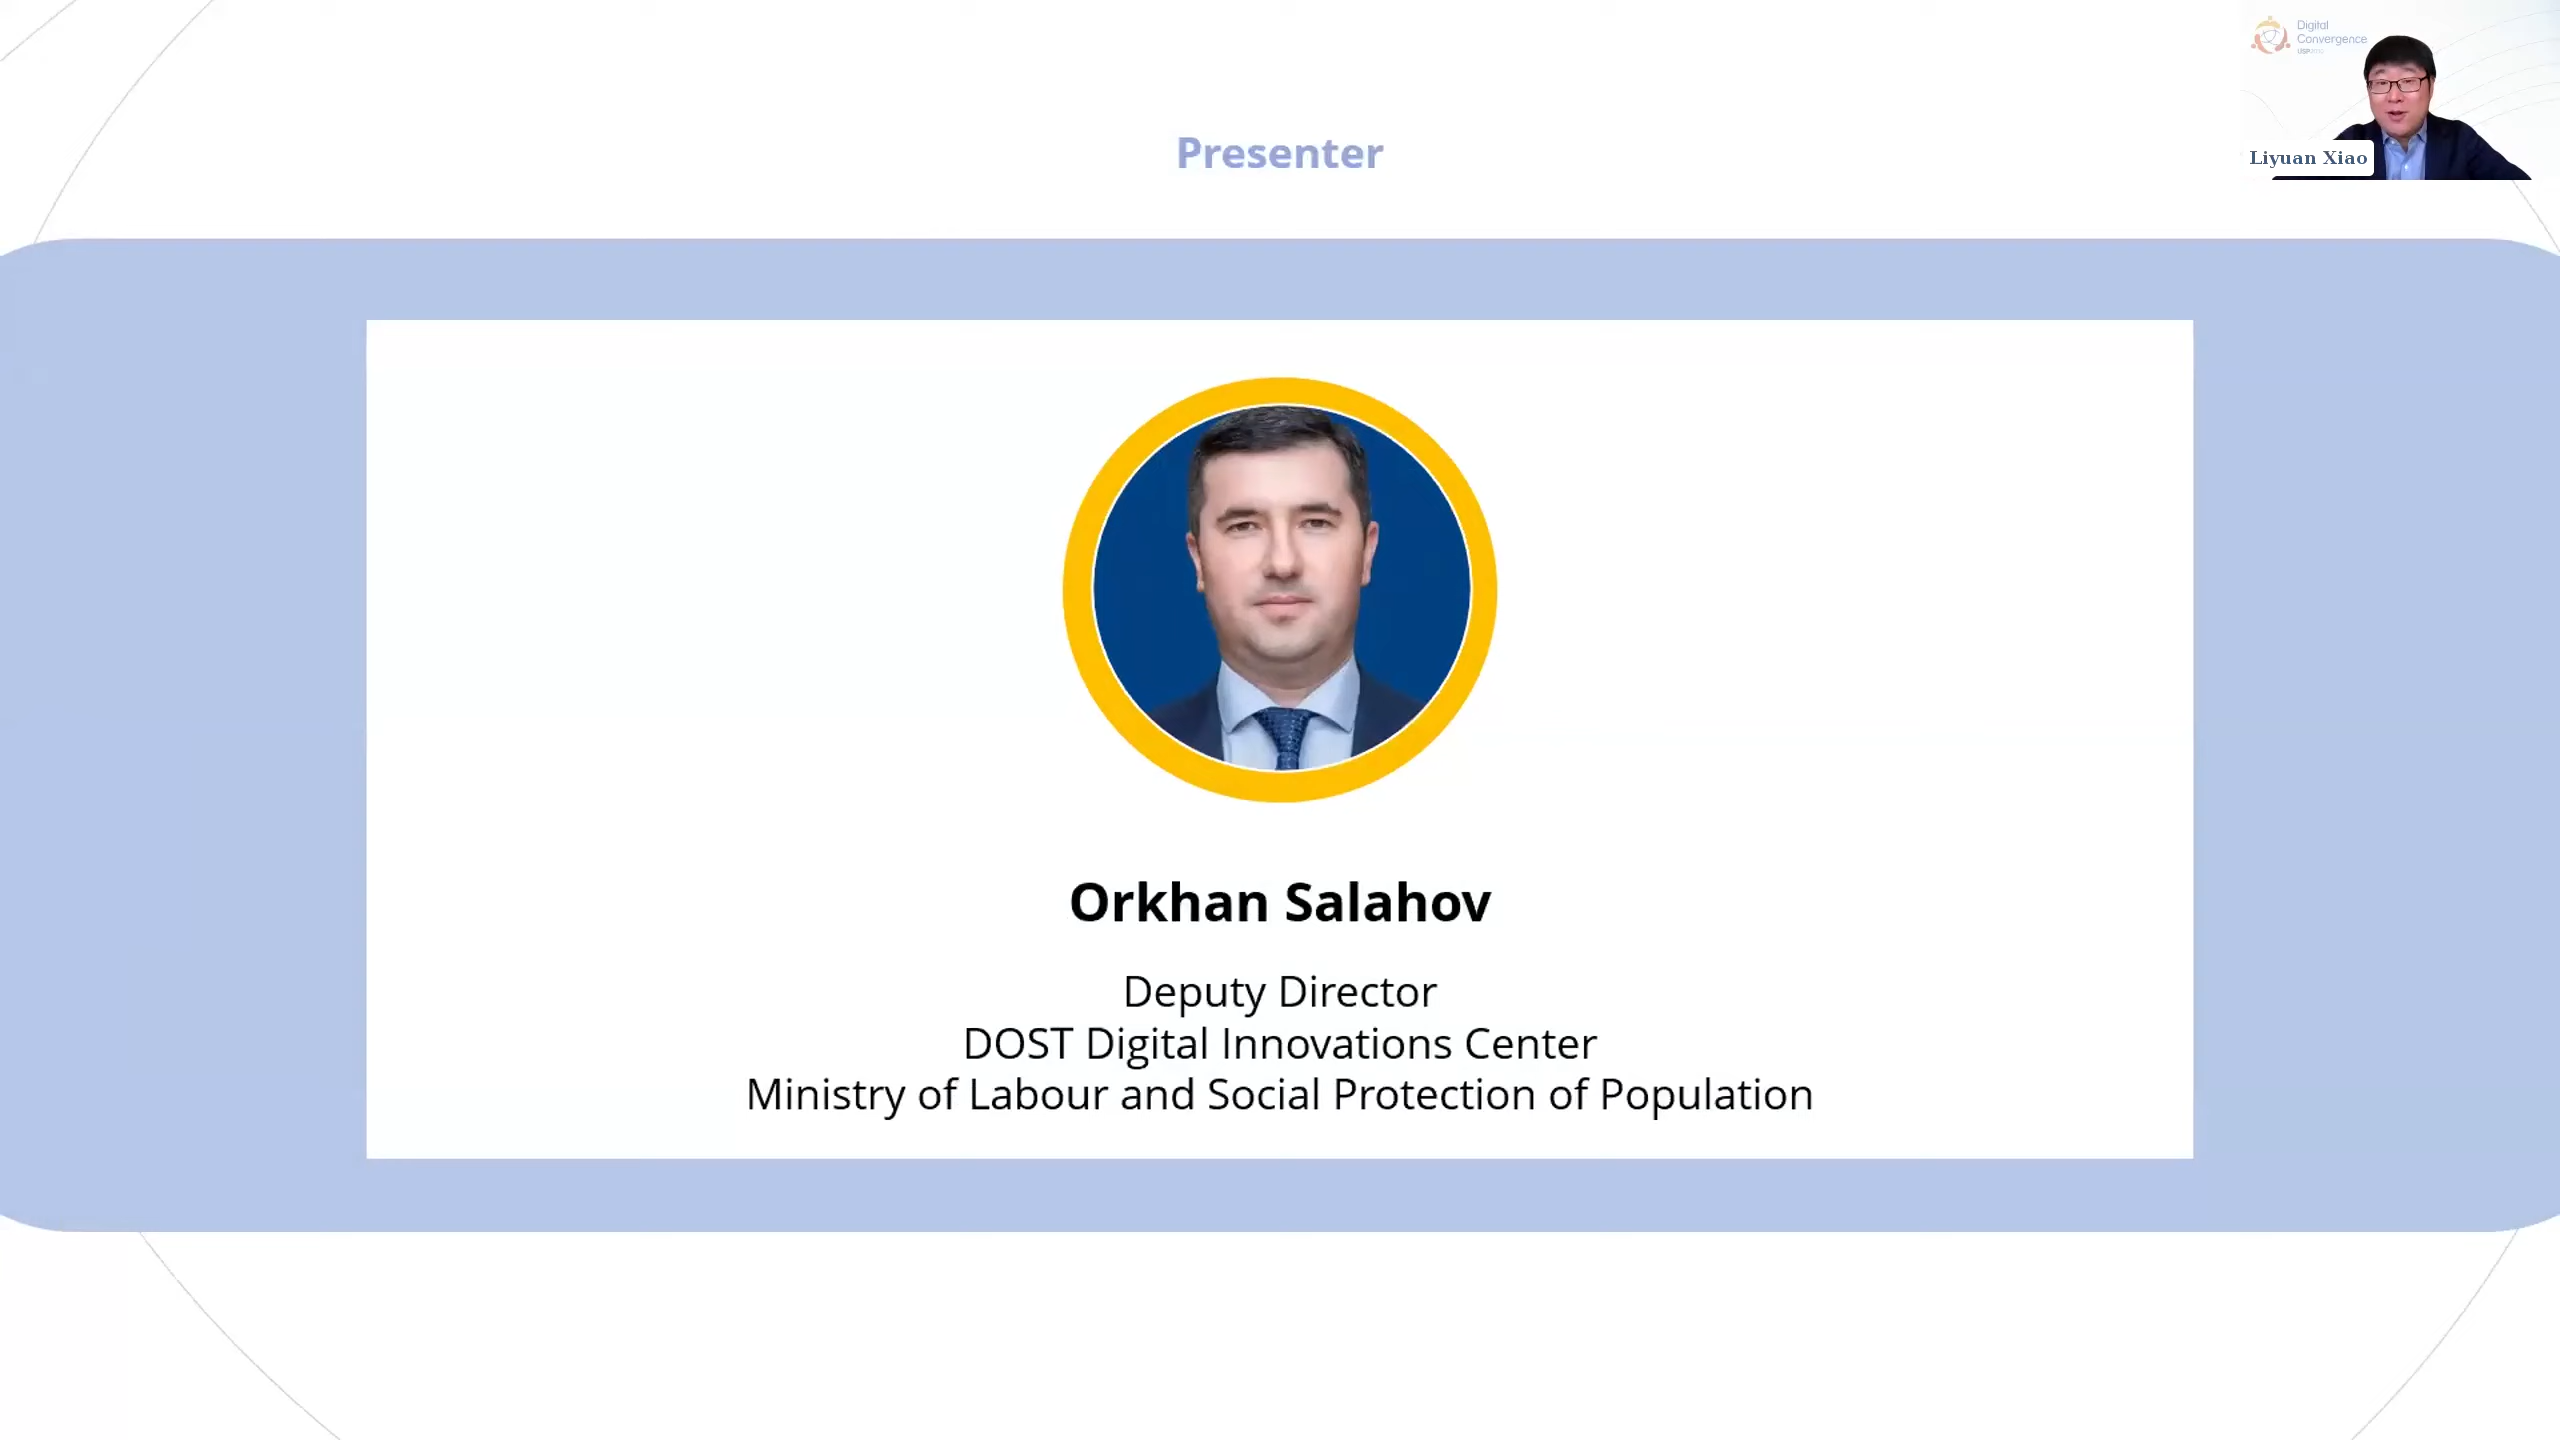 Digital
Convergence
Liyuan Xiao
Presenter
Orkhan Salahov
Deputy Director
DOST Digital Innovations Center
Ministry of Labour and Social Protection of Population